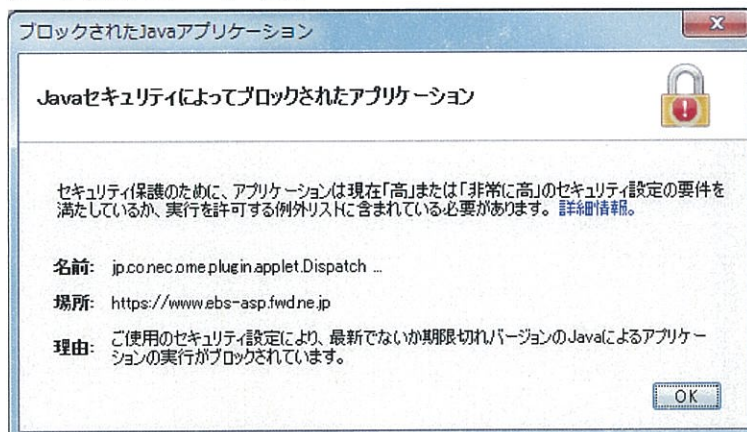 ブロックされたJavaアプリケーション
X
Javaセキュリティによってブロックされたアプリケーション
セキュリティ保護のために、アプリケーションは現在「高」または「非常に高」のセキュリティ設定の要件を
満たしているか、実行を許可する例外リストに含まれている必要があります。詳細情報。
名前: jp.co.nec.ome.plugin.applet.Dispatch ...
場所: https://www.ebs-asp.fwd.ne.jp
理由: ご使用のセキュリティ設定により、最新でないか期限切れバージョンのJavaによるアプリケー
ションの実行がブロックされています。
OK